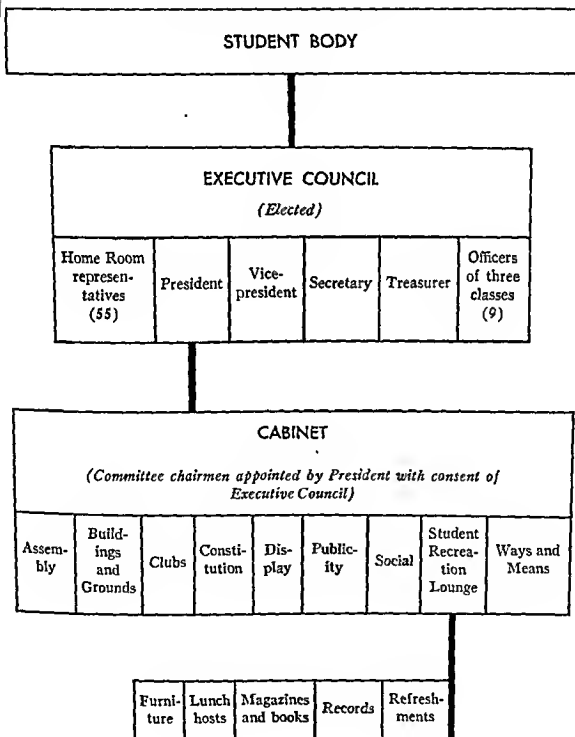 STUDENT BODY
EXECUTIVE COUNCIL
(Elected)
Home Room
represen-
tatives
(55)
President
Vice-
president
Secretary
Treasurer
Officers
of three
classes
(9)
CABINET
(Committee chairmen appointed by President with consent of
Executive Council)
Assem-
bly
Build-
ings
and
Grounds
Clubs
Consti-
tution
Dis-
play
Public-
ity
Social
Student
Recrea-
tion
Lounge
Ways and
Means
Furni-
ture
Lunch
hosts
Magazines
and books
Records
Refresh-
ments